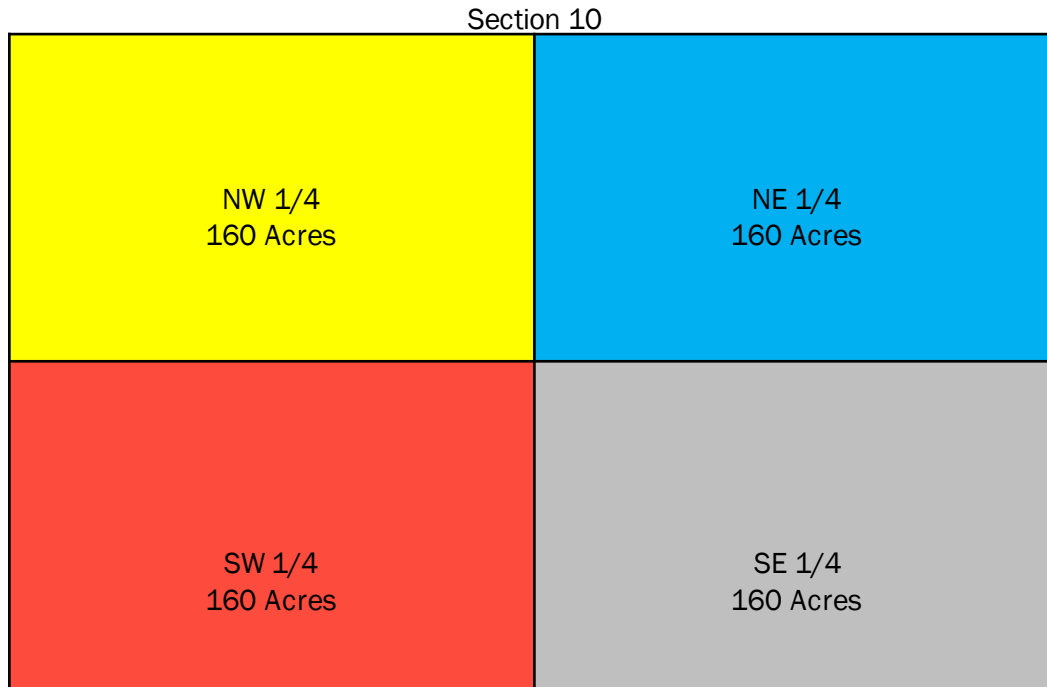 Section 10
NW 1/4
160 Acres
NE 1/4
160 Acres
SW 1/4
160 Acres
SE 1/4
160 Acres